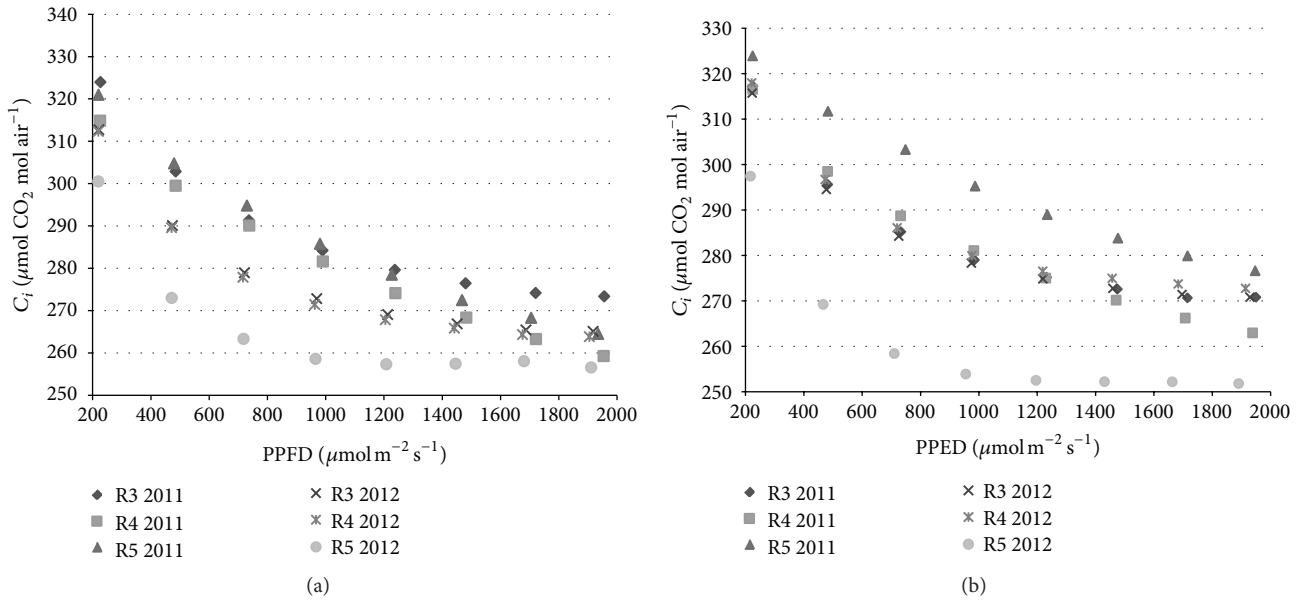 340
330
320
310
300
290
280
270
260
250
C_i (μmol CO₂ mol air⁻¹)
200 400 600 800 1000 1200 1400 1600 1800 2000
PPFD (μmol m⁻² s⁻¹)
R3 2011 R3 2012
R4 2011 R4 2012
R5 2011 R5 2012
(a)
330
320
310
300
290
280
270
260
250
C_i (μmol CO₂ mol air⁻¹)
200 400 600 800 1000 1200 1400 1600 1800 2000
PPED (μmol m⁻² s⁻¹)
R3 2011 R3 2012
R4 2011 R4 2012
R5 2011 R5 2012
(b)